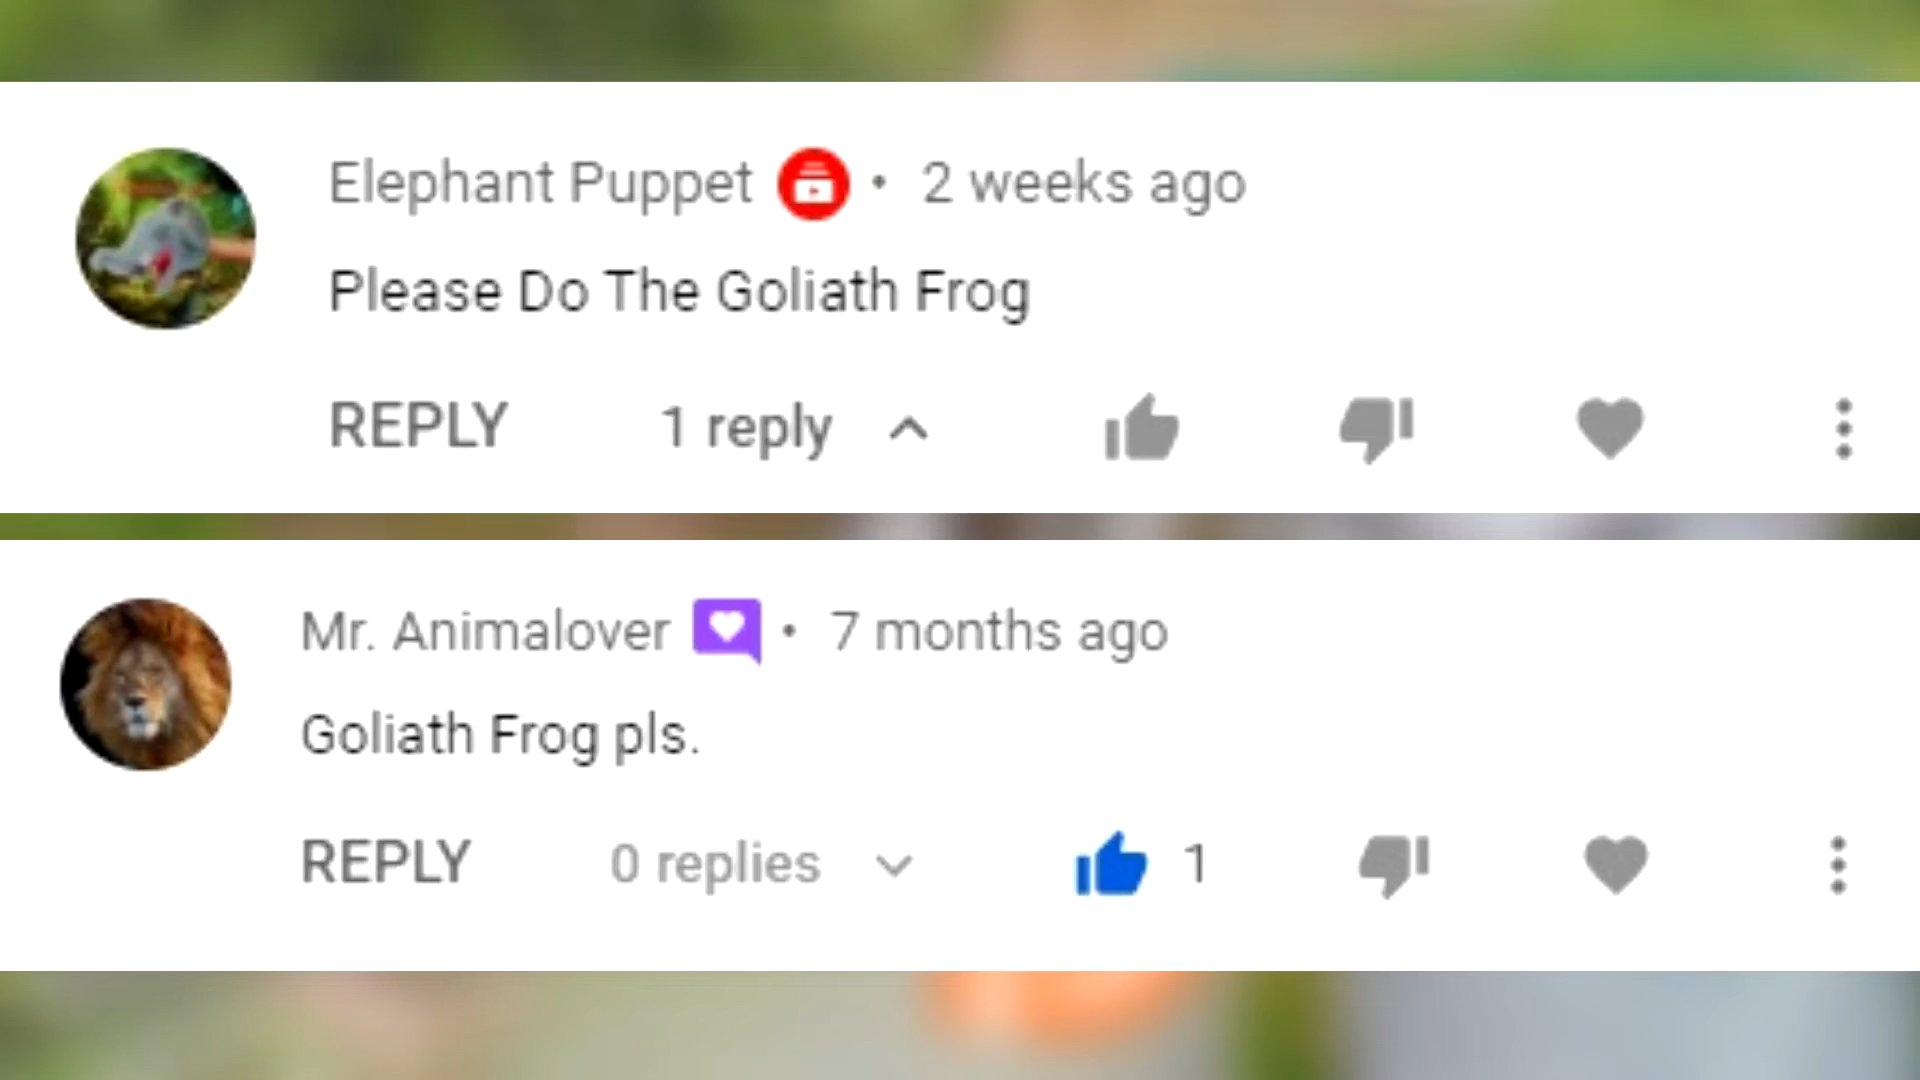 Elephant Puppet • 2 weeks ago
Please Do The Goliath Frog
REPLY 1 reply
Mr. Animalover • 7 months ago
Goliath Frog pls.
REPLY 0 replies 1